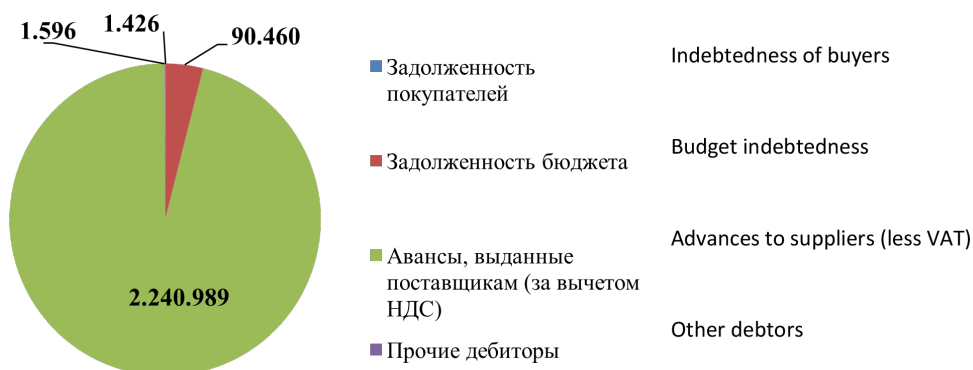 1.596
1.426
90.460
2.240.989
Задолженность
покупателей
Задолженность бюджета
Авансы, выданные
поставщикам (за вычетом
НДС)
Прочие дебиторы
Indebtedness of buyers
Budget indebtedness
Advances to suppliers (less VAT)
Other debtors